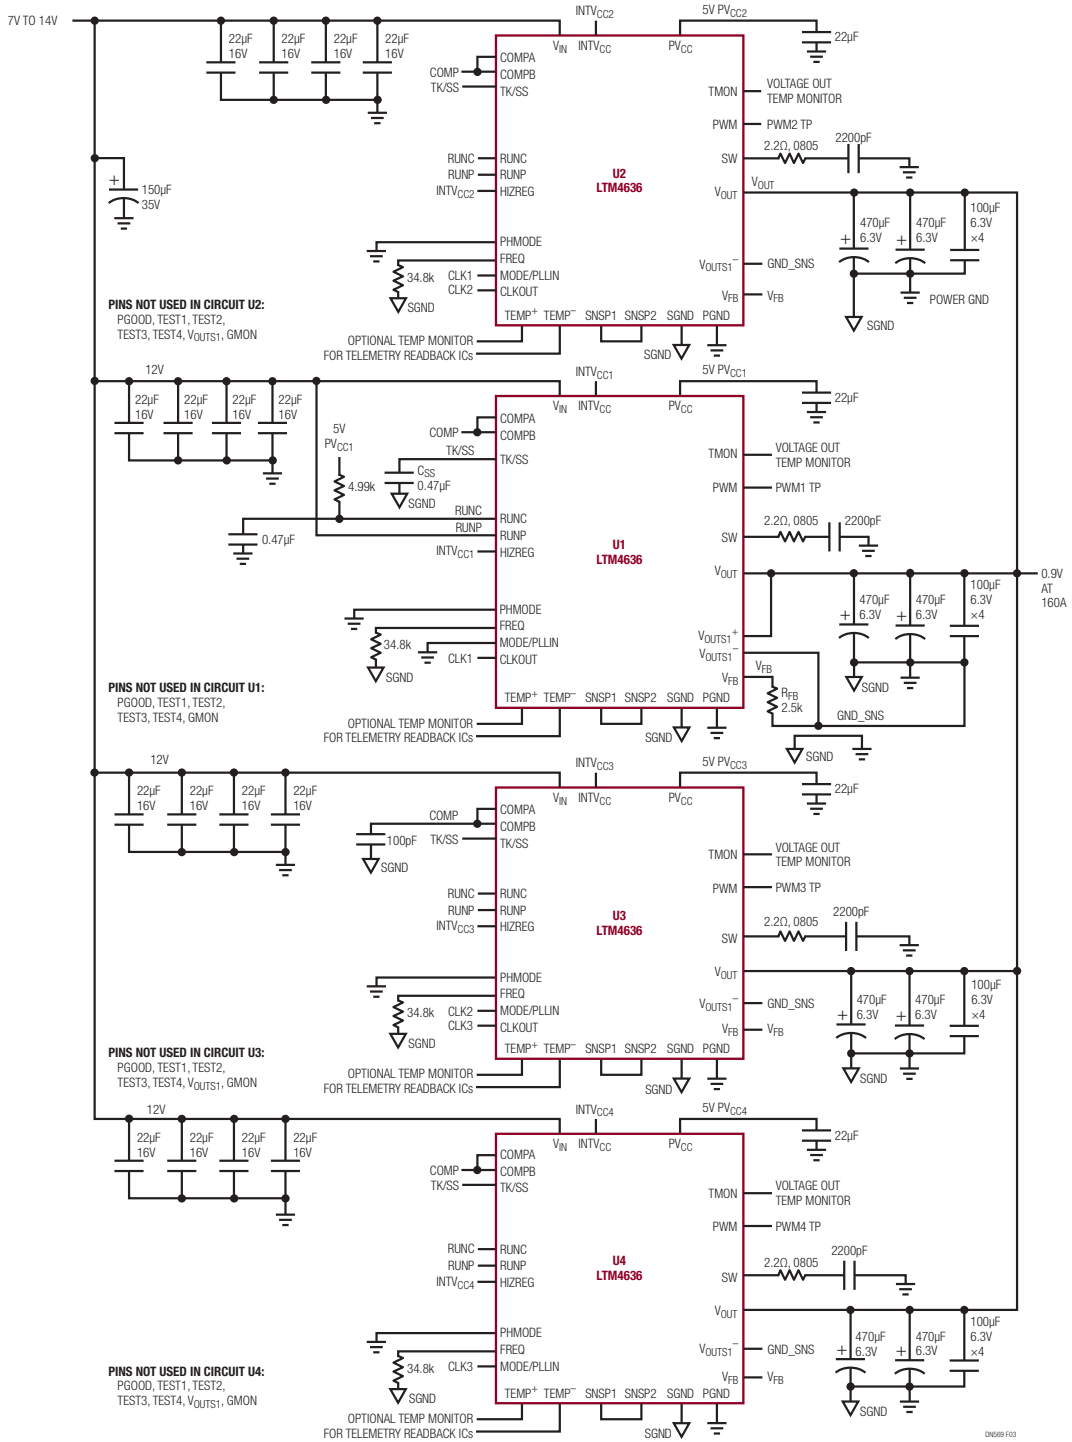 7V TO 14V
22µF
16V
22µF
16V
22µF
16V
22µF
16V
150µF
35V
INTVCC2
5V PVCC2
22µF
VIN
INTVCC
PVCC
COMP
COMPA
COMPB
TK/SS
TK/SS
RUNC
RUNC
RUNP
RUNP
INTVCC2
HIZREG
U2
LTM4636
PHMODE
FREQ
34.8k
SGND
CLK1
MODE/PLLIN
CLK2
CLKOUT
TEMP+
TEMP–
SNSP1
SNSP2
SGND
PGND
SGND
OPTIONAL TEMP MONITOR
FOR TELEMETRY READBACK ICs
TMON
VOLTAGE OUT
TEMP MONITOR
PWM
PWM2 TP
SW
2.2Ω, 0805
2200pF
VOUT
VOUT
470µF
6.3V
470µF
6.3V
100µF
6.3V
×4
VOUTS1–
GND_SNS
VFB
VFB
POWER GND
SGND
PINS NOT USED IN CIRCUIT U2:
PGOOD, TEST1, TEST2,
TEST3, TEST4, VOUTS1, GMON
12V
22µF
16V
22µF
16V
22µF
16V
22µF
16V
5V
PVCC1
4.99k
0.47µF
INTVCC1
5V PVCC1
22µF
VIN
INTVCC
PVCC
COMP
COMPA
COMPB
TK/SS
TK/SS
CSS
0.47µF
SGND
RUNC
RUNC
RUNP
RUNP
INTVCC1
HIZREG
U1
LTM4636
PHMODE
FREQ
34.8k
SGND
MODE/PLLIN
CLK1
CLKOUT
TEMP+
TEMP–
SNSP1
SNSP2
SGND
PGND
SGND
OPTIONAL TEMP MONITOR
FOR TELEMETRY READBACK ICs
TMON
VOLTAGE OUT
TEMP MONITOR
PWM
PWM1 TP
SW
2.2Ω, 0805
2200pF
VOUT
0.9V
AT
160A
470µF
6.3V
470µF
6.3V
100µF
6.3V
×4
VOUTS1+
VOUTS1–
VFB
VFB
RFB
2.5k
SGND
GND_SNS
SGND
PINS NOT USED IN CIRCUIT U1:
PGOOD, TEST1, TEST2,
TEST3, TEST4, GMON
12V
22µF
16V
22µF
16V
22µF
16V
22µF
16V
INTVCC3
5V PVCC3
22µF
VIN
INTVCC
PVCC
COMP
COMPA
COMPB
100pF
SGND
TK/SS
TK/SS
RUNC
RUNC
RUNP
RUNP
INTVCC3
HIZREG
U3
LTM4636
PHMODE
FREQ
34.8k
SGND
CLK2
MODE/PLLIN
CLK3
CLKOUT
TEMP+
TEMP–
SNSP1
SNSP2
SGND
PGND
SGND
OPTIONAL TEMP MONITOR
FOR TELEMETRY READBACK ICs
TMON
VOLTAGE OUT
TEMP MONITOR
PWM
PWM3 TP
SW
2.2Ω, 0805
2200pF
VOUT
470µF
6.3V
470µF
6.3V
100µF
6.3V
×4
VOUTS1–
GND_SNS
VFB
VFB
SGND
PINS NOT USED IN CIRCUIT U3:
PGOOD, TEST1, TEST2,
TEST3, TEST4, VOUTS1, GMON
12V
22µF
16V
22µF
16V
22µF
16V
22µF
16V
INTVCC4
5V PVCC4
22µF
VIN
INTVCC
PVCC
COMP
COMPA
COMPB
TK/SS
TK/SS
RUNC
RUNC
RUNP
RUNP
INTVCC4
HIZREG
U4
LTM4636
PHMODE
FREQ
34.8k
SGND
CLK3
MODE/PLLIN
TEMP+
TEMP–
SNSP1
SNSP2
SGND
PGND
SGND
OPTIONAL TEMP MONITOR
FOR TELEMETRY READBACK ICs
TMON
VOLTAGE OUT
TEMP MONITOR
PWM
PWM4 TP
SW
2.2Ω, 0805
2200pF
VOUT
470µF
6.3V
470µF
6.3V
100µF
6.3V
×4
VOUTS1–
GND_SNS
VFB
VFB
SGND
PINS NOT USED IN CIRCUIT U4:
PGOOD, TEST1, TEST2,
TEST3, TEST4, VOUTS1, GMON
DN569 F03